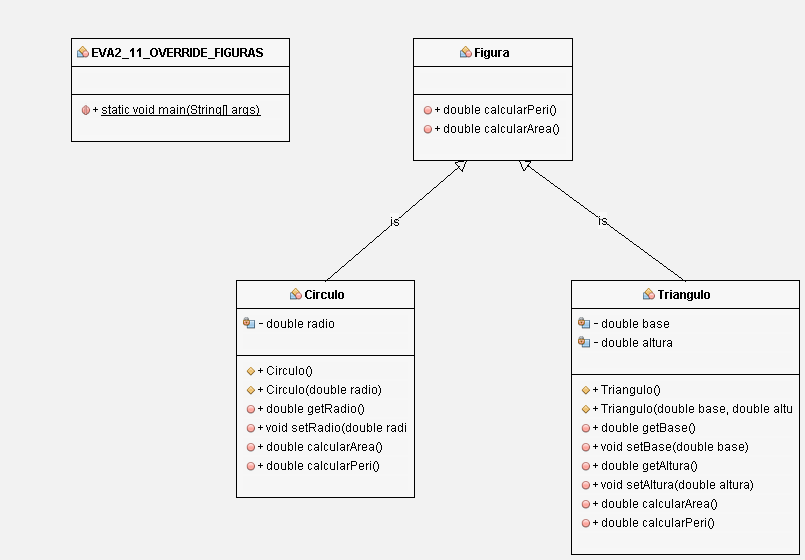 EVA2_11_OVERRIDE_FIGURAS
+ static void main(String[] args)
Figura
+ double calcularPeri()
+ double calcularArea()
is
is
Circulo
- double radio
+ Circulo()
+ Circulo(double radio)
+ double getRadio()
+ void setRadio(double radi
+ double calcularArea()
+ double calcularPeri()
Triangulo
- double base
- double altura
+ Triangulo()
+ Triangulo(double base, double altu
+ double getBase()
+ void setBase(double base)
+ double getAltura()
+ void setAltura(double altura)
+ double calcularArea()
+ double calcularPeri()